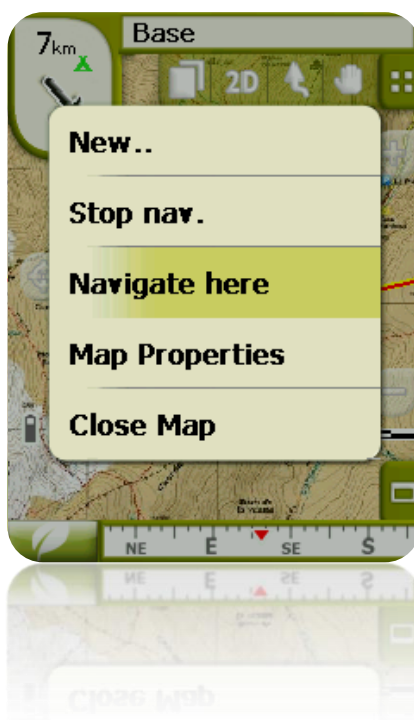 7km
Base
2D
New..
Stop nav.
Navigate here
Map Properties
Close Map
NE E SE S